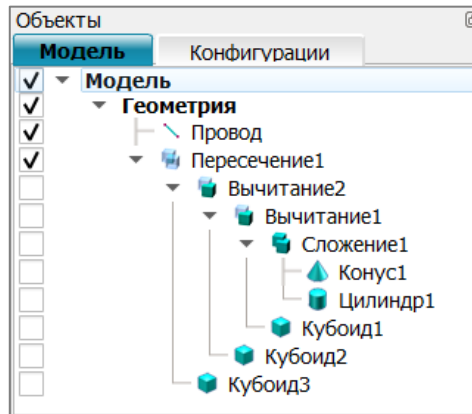 Объекты
Модель Конфигурации
Модель
Геометрия
Провод
Пересечение1
Вычитание2
Вычитание1
Сложение1
Конус1
Цилиндр1
Кубоид1
Кубоид2
Кубоид3